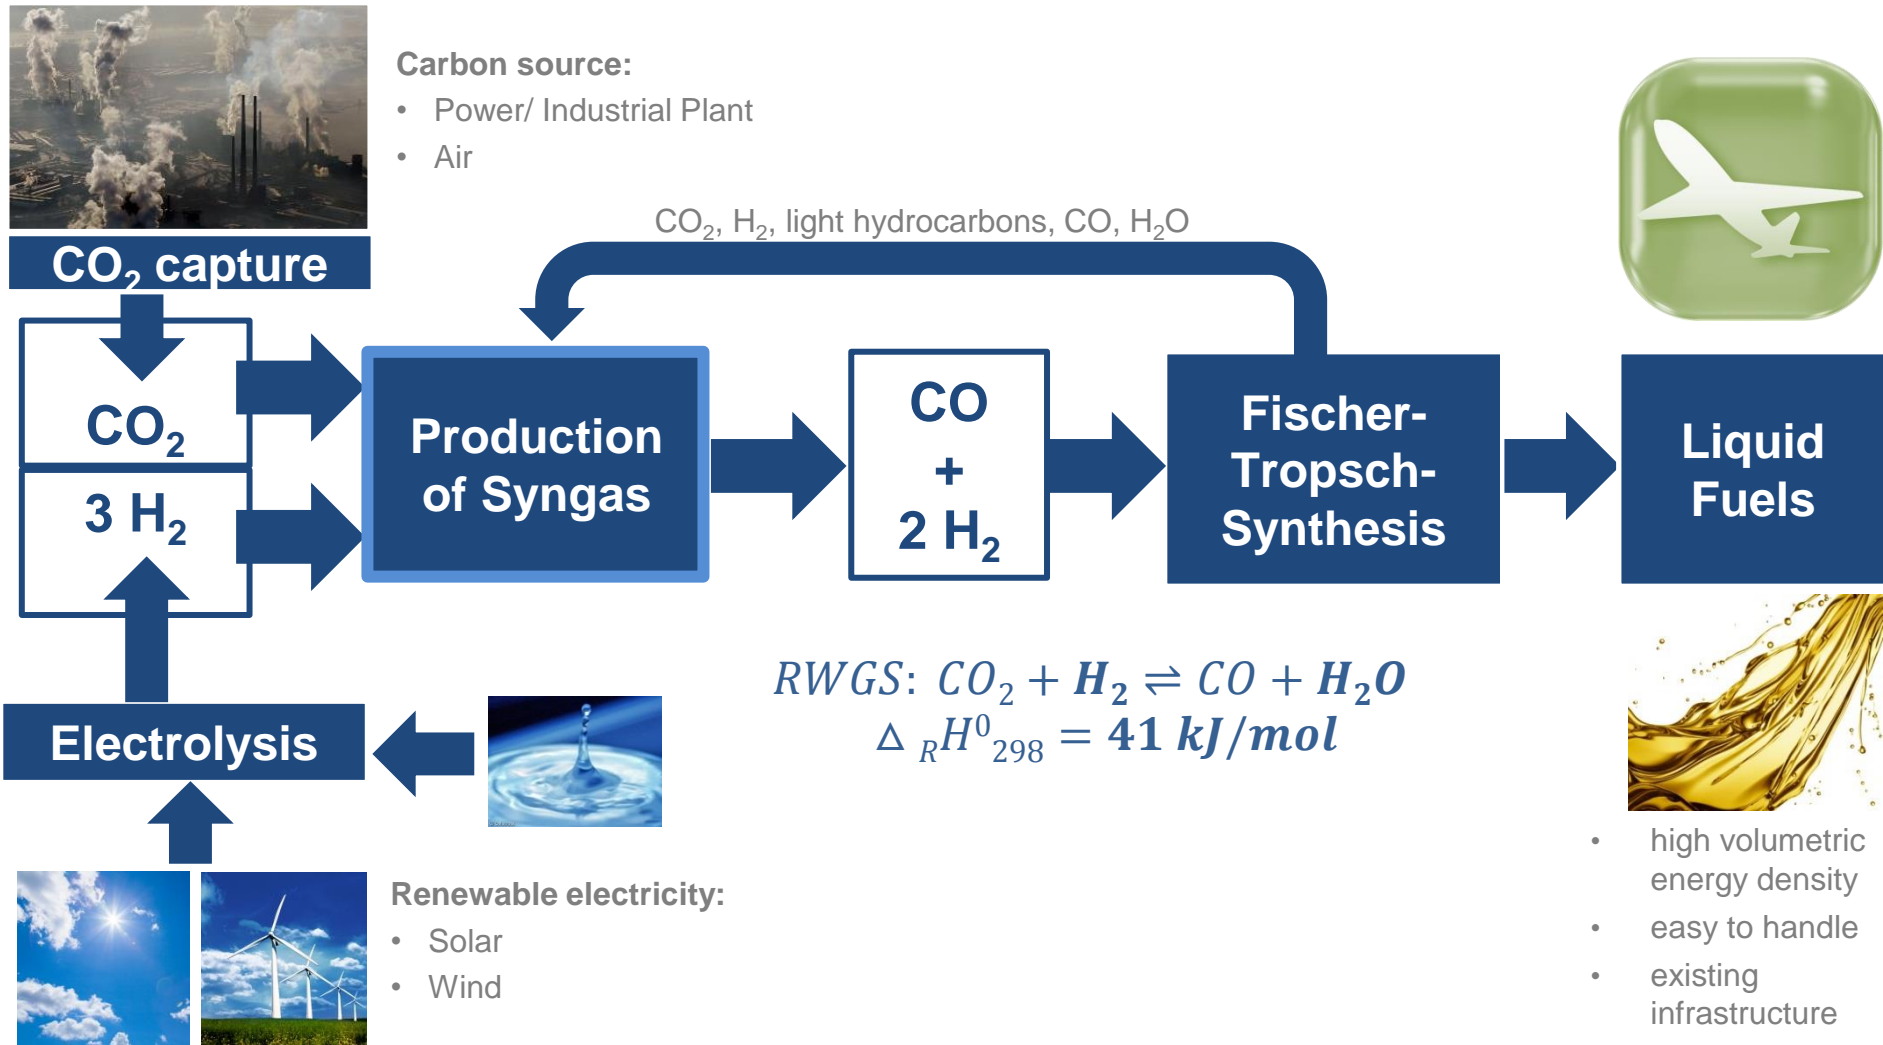 Carbon source:
• Power/ Industrial Plant
• Air
CO₂, H₂, light hydrocarbons, CO, H₂O
CO₂ capture
CO₂
3 H₂
Production
of Syngas
CO
+
2 H₂
Fischer-
Tropsch-
Synthesis
Liquid
Fuels
RWGS: CO₂ + H₂ ⇌ CO + H₂O
△ ᵣH⁰₂₉₈ = 41 kJ/mol
Electrolysis
Renewable electricity:
• Solar
• Wind
• high volumetric
energy density
• easy to handle
• existing
infrastructure